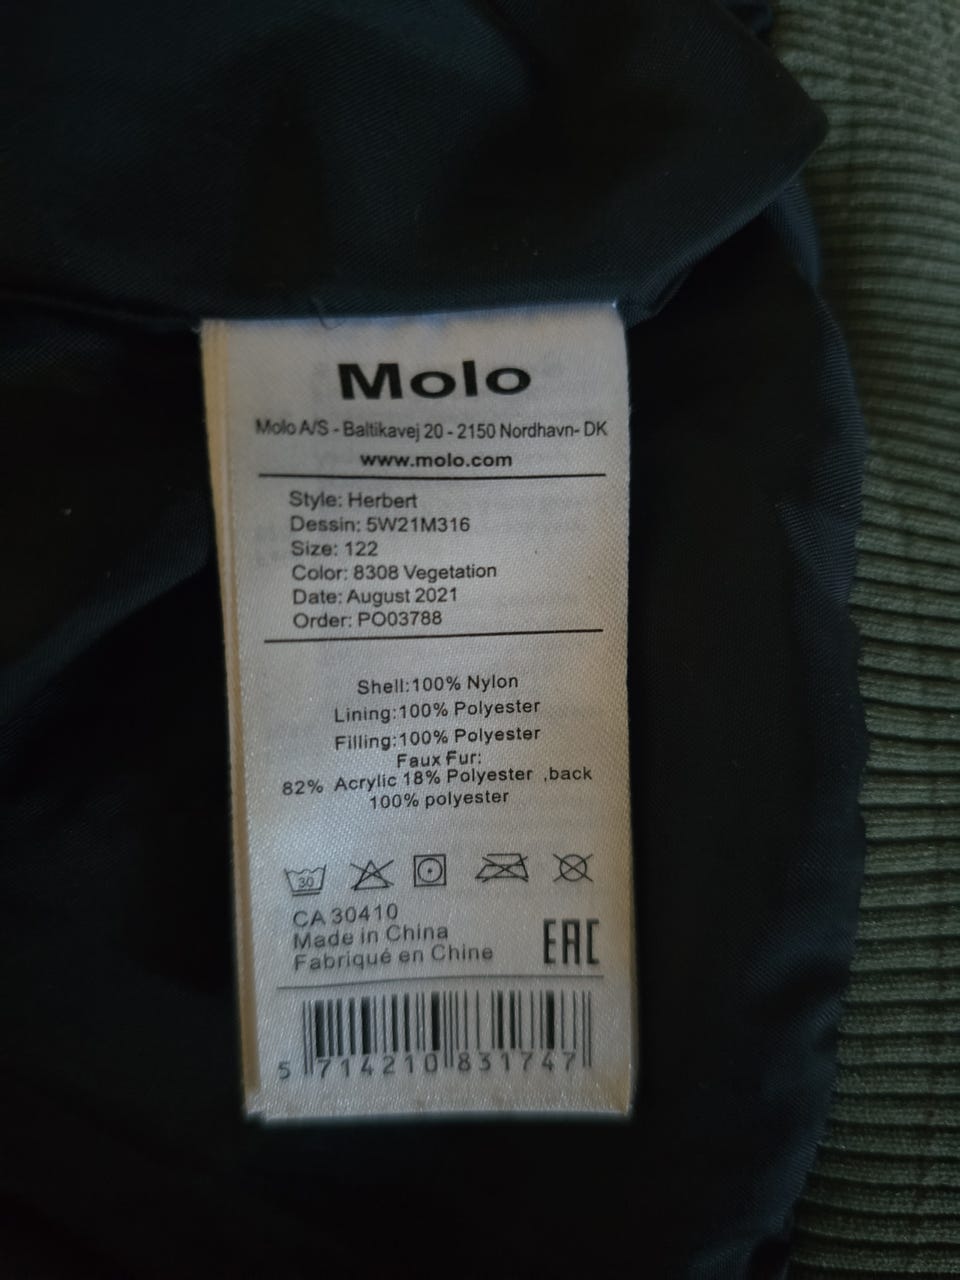 Molo
Molo A/S - Baltikavej 20 - 2150 Nordhavn- DK
www.molo.com
Style: Herbert
Dessin: 5W21M316
Size: 122
Color: 8308 Vegetation
Date: August 2021
Order: PO03788
Shell:100% Nylon
Lining:100% Polyester
Filling:100% Polyester
Faux Fur:
82% Acrylic 18% Polyester ,back
100% polyester
30
CA 30410
Made in China
Fabriqué en Chine
EAC
5 714210 831747